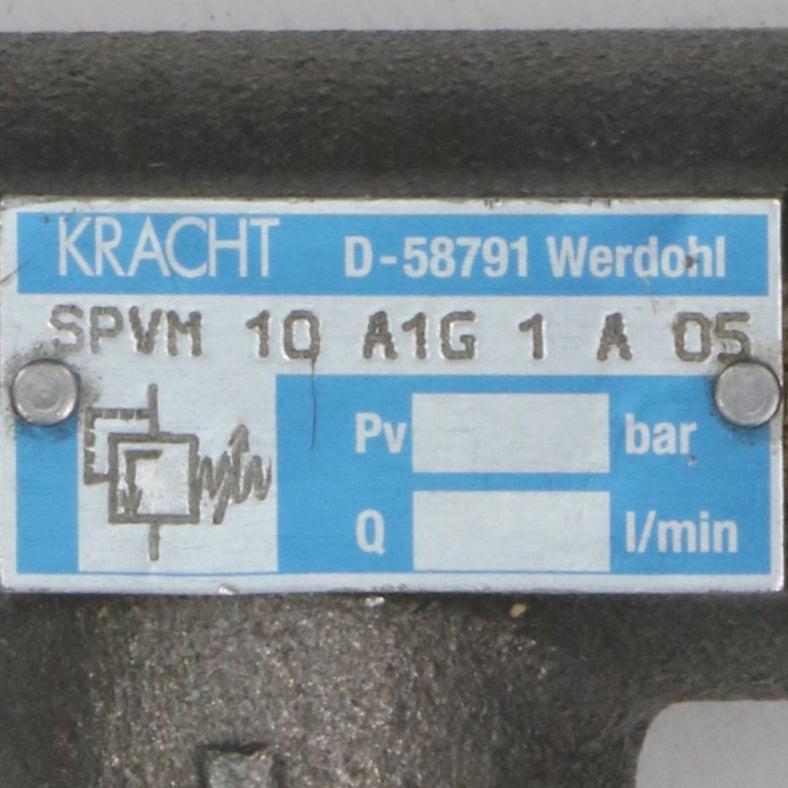 KRACHT D-58791 Werdohl
SPVM 10 A1G 1 A 05
Pv bar
Q l/min